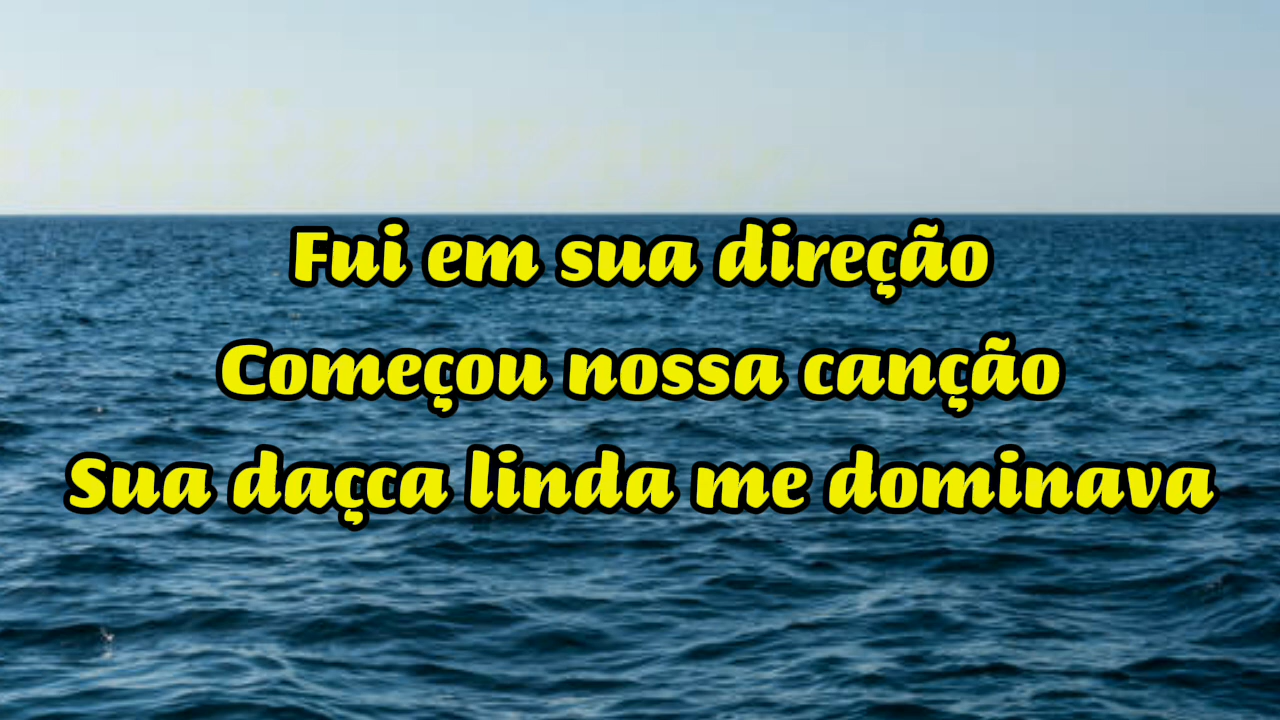 Fui em sua direção
Começou nossa canção
Sua daçca linda me dominava